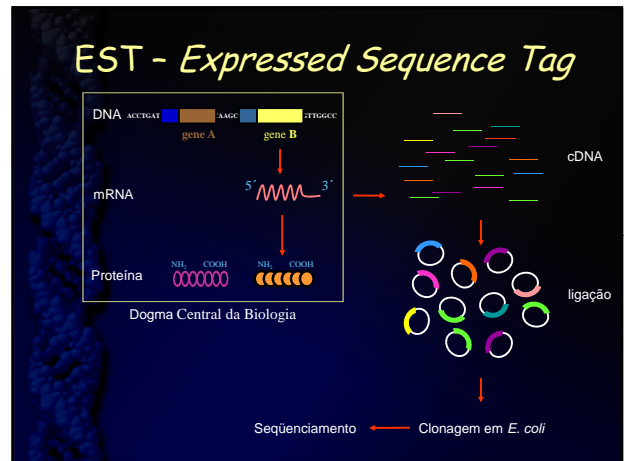 EST - Expressed Sequence Tag
DNA ACCTGAT 'AAGC TTGGCC
gene A gene B
mRNA 5´ 3´
cDNA
Proteína NH₂ COOH NH₂ COOH
ligação
Dogma Central da Biologia
Seqüenciamento Clonagem em E. coli